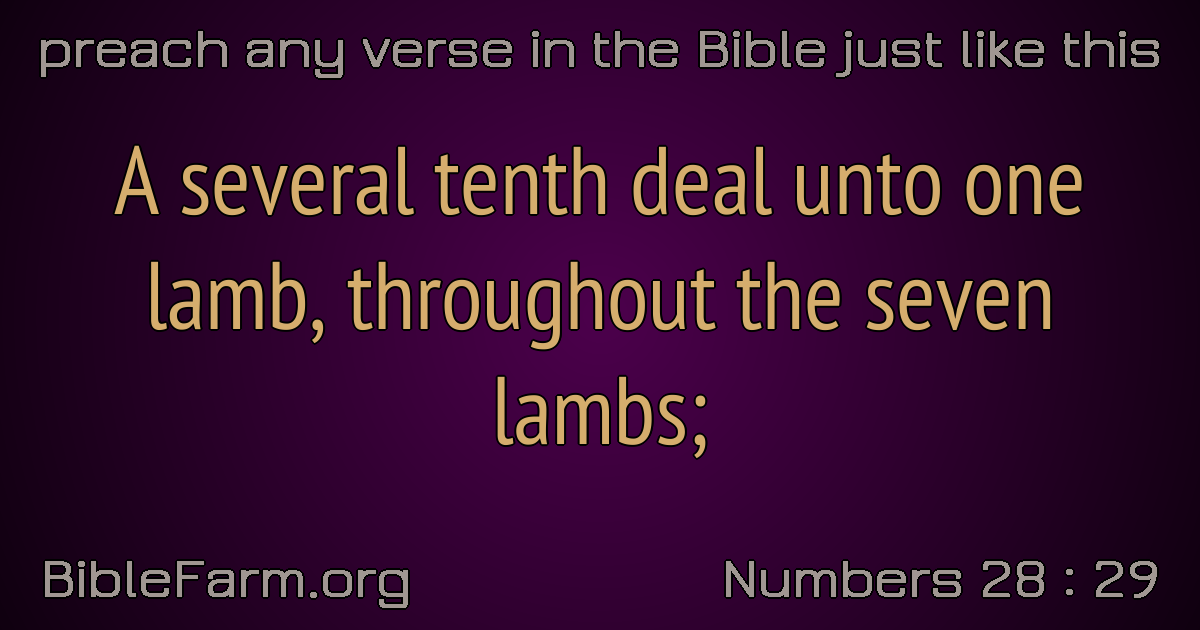 preach any verse in the Bible just like this
A several tenth deal unto one
lamb, throughout the seven
lambs;
BibleFarm.org
Numbers 28 : 29